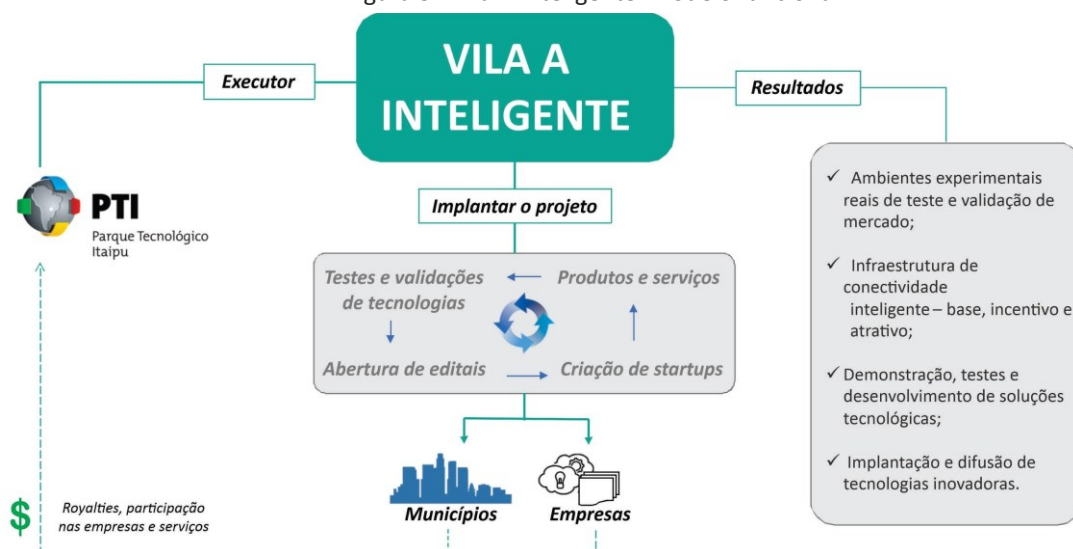 VILA A
INTELIGENTE
Executor
Resultados
PTI
Parque Tecnológico
Itaipu
Implantar o projeto
Testes e validações
de tecnologias
Produtos e serviços
Abertura de editais
Criação de startups
Municípios
Empresas
$
Royalties, participação
nas empresas e serviços
✓ Ambientes experimentais
reais de teste e validação de
mercado;
✓ Infraestrutura de
conectividade
inteligente – base, incentivo e
atrativo;
✓ Demonstração, testes e
desenvolvimento de soluções
tecnológicas;
✓ Implantação e difusão de
tecnologias inovadoras.